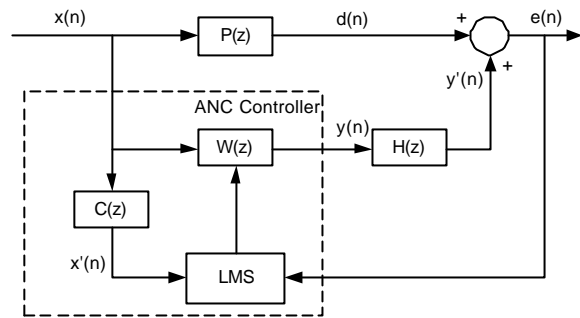 x(n)
P(z)
d(n)
+
e(n)
y'(n)
+
ANC Controller
W(z)
y(n)
H(z)
C(z)
x'(n)
LMS